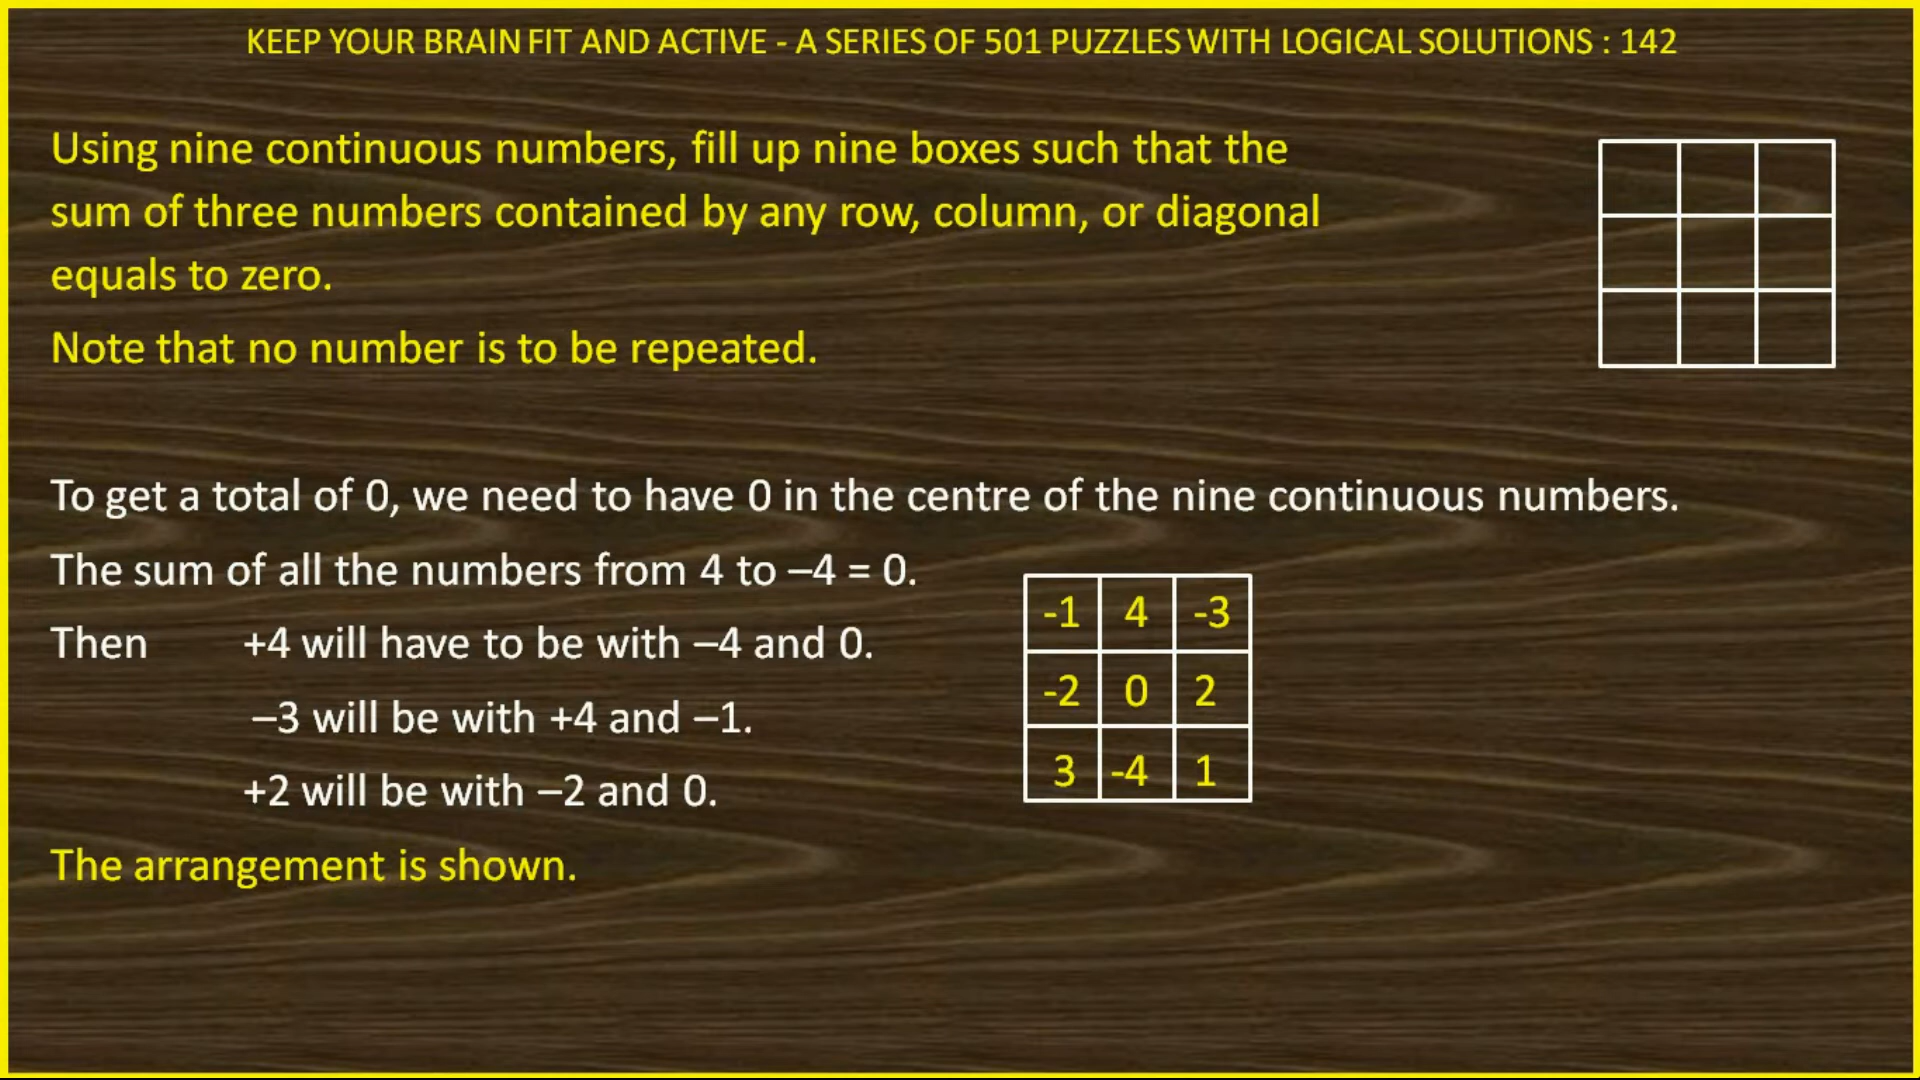 KEEP YOUR BRAIN FIT AND ACTIVE - A SERIES OF 501 PUZZLES WITH LOGICAL SOLUTIONS : 142
Using nine continuous numbers, fill up nine boxes such that the
sum of three numbers contained by any row, column, or diagonal
equals to zero.
Note that no number is to be repeated.
To get a total of 0, we need to have 0 in the centre of the nine continuous numbers.
The sum of all the numbers from 4 to –4 = 0.
Then +4 will have to be with –4 and 0.
–3 will be with +4 and –1.
+2 will be with –2 and 0.
The arrangement is shown.
-1 4 -3
-2 0 2
3 -4 1